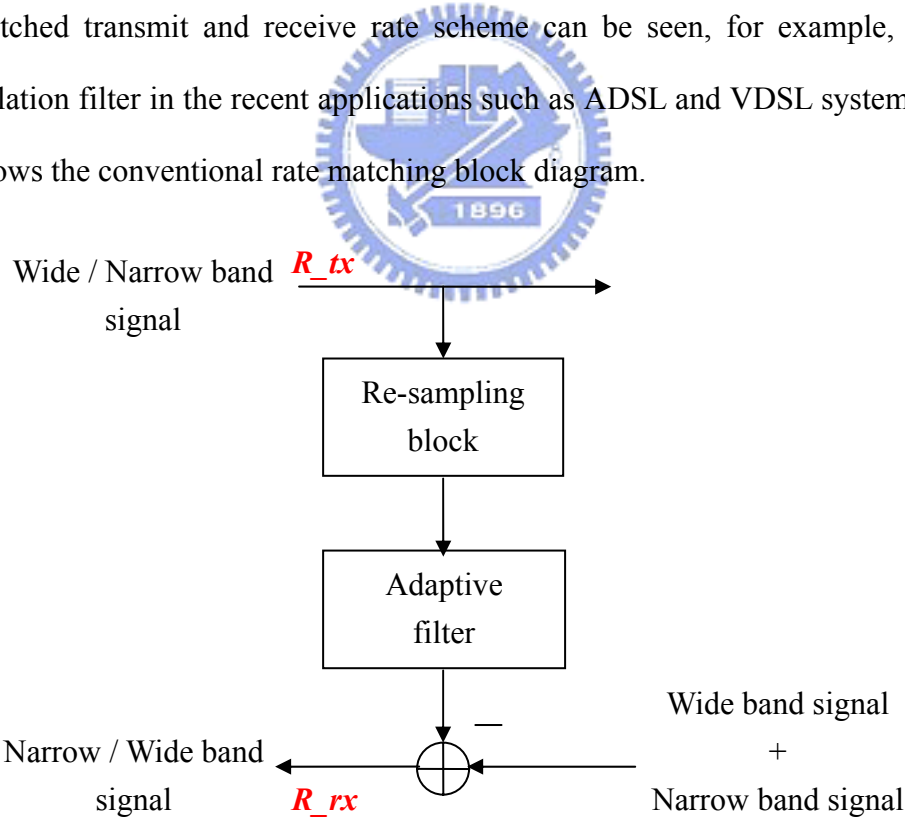 tched transmit and receive rate scheme can be seen, for example,
lation filter in the recent applications such as ADSL and VDSL system
ows the conventional rate matching block diagram.
1896
Wide / Narrow band R_tx
signal
Re-sampling
block
Adaptive
filter
Wide band signal
+
Narrow band signal
—
Narrow / Wide band
signal R_rx